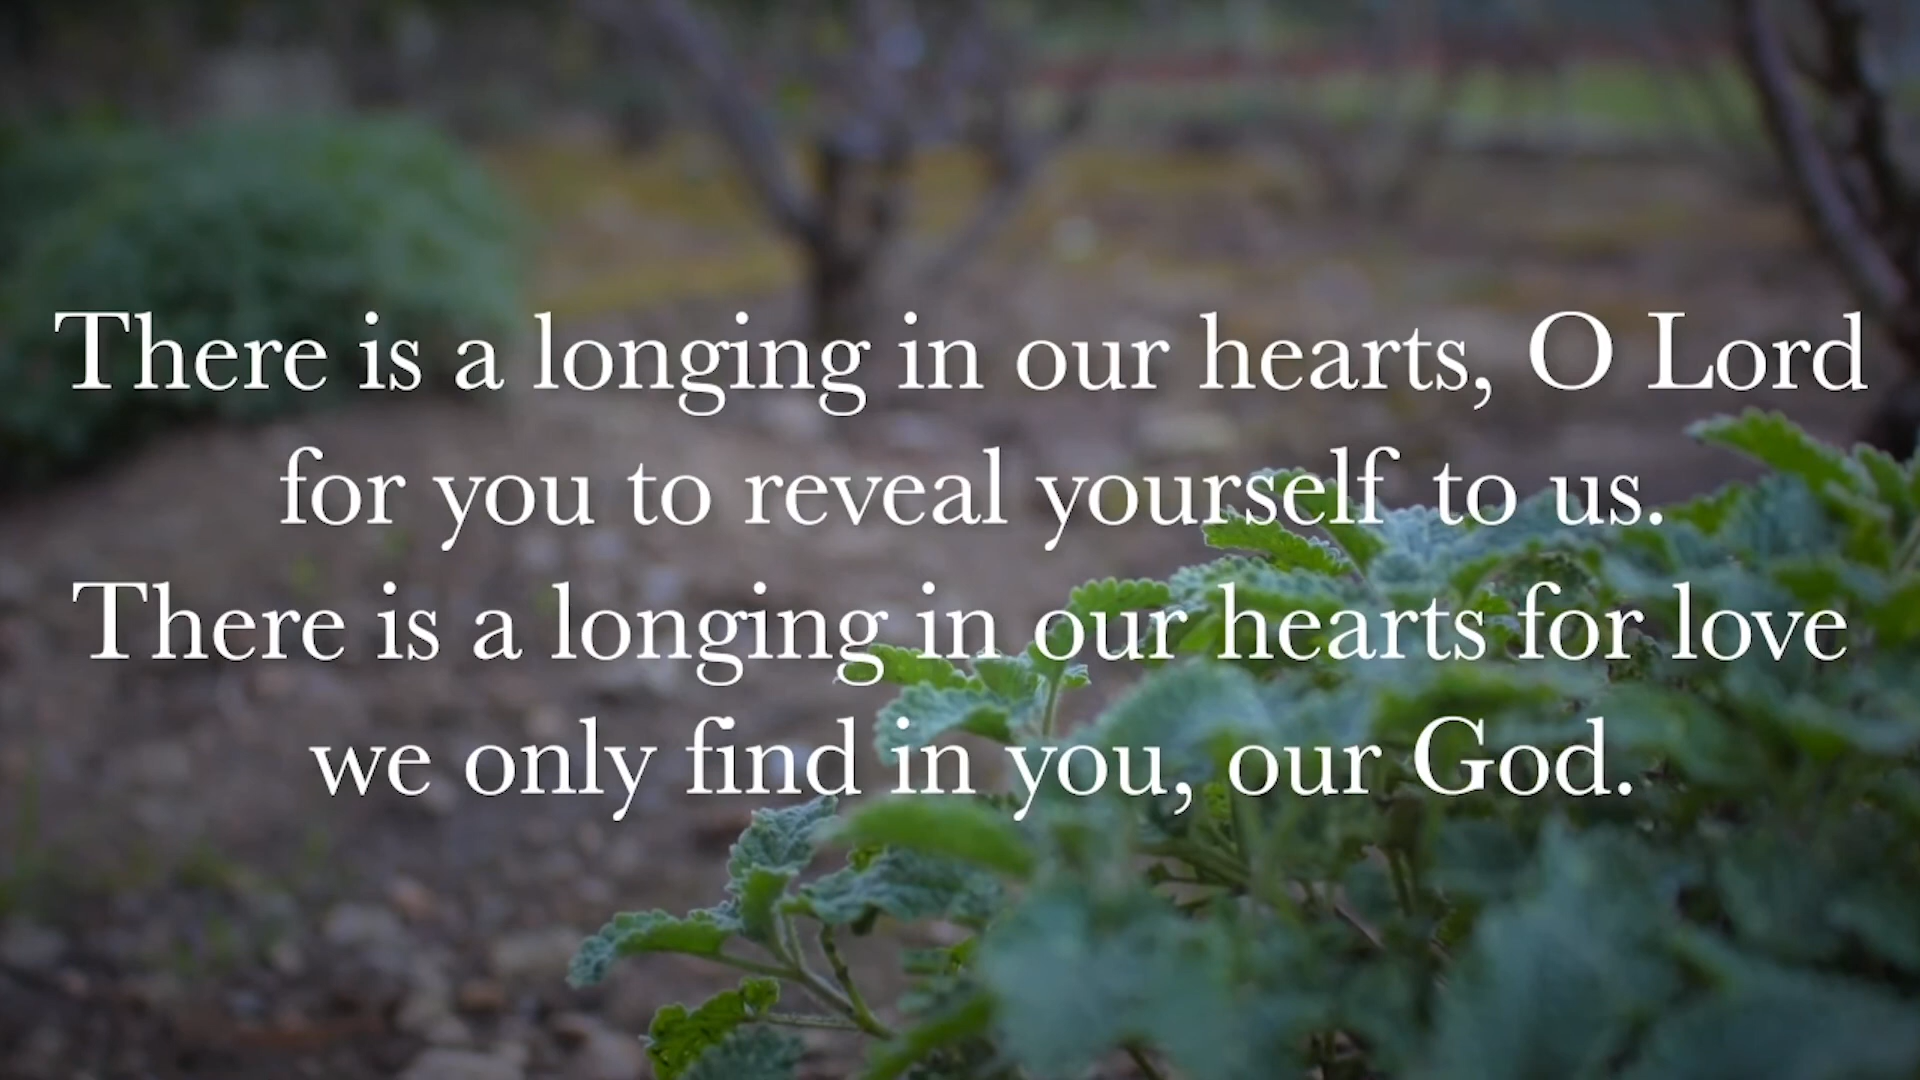 There is a longing in our hearts, O Lord
for you to reveal yourself to us.
There is a longing in our hearts for love
we only find in you, our God.